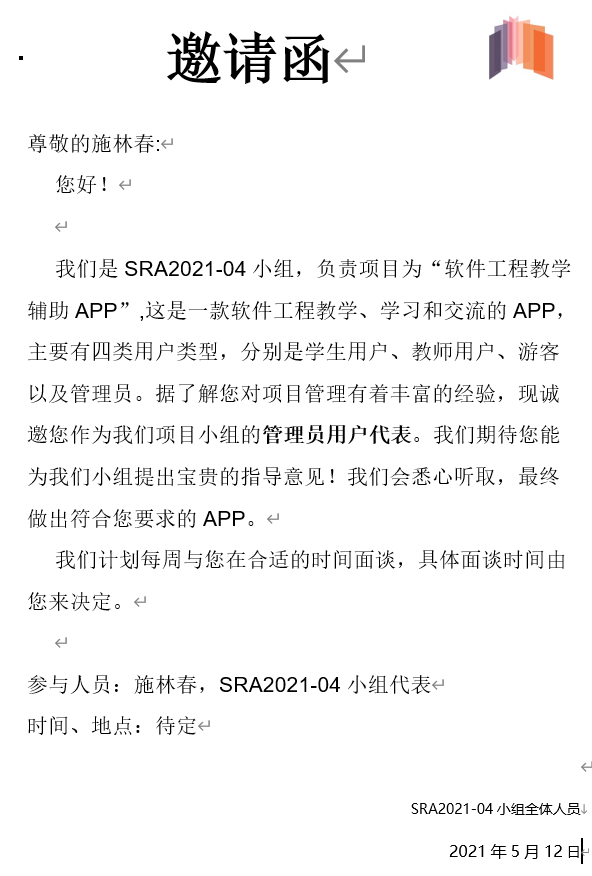 邀请函
尊敬的施林春:
您好！
我们是 SRA2021-04 小组，负责项目为“软件工程教学
辅助 APP”,这是一款软件工程教学、学习和交流的 APP，
主要有四类用户类型，分别是学生用户、教师用户、游客
以及管理员。据了解您对项目管理有着丰富的经验，现诚
邀您作为我们项目小组的管理员用户代表。我们期待您能
为我们小组提出宝贵的指导意见！我们会悉心听取，最终
做出符合您要求的 APP。
我们计划每周与您在合适的时间面谈，具体面谈时间由
您来决定。
参与人员：施林春，SRA2021-04 小组代表
时间、地点：待定
SRA2021-04 小组全体人员
2021 年 5 月 12 日